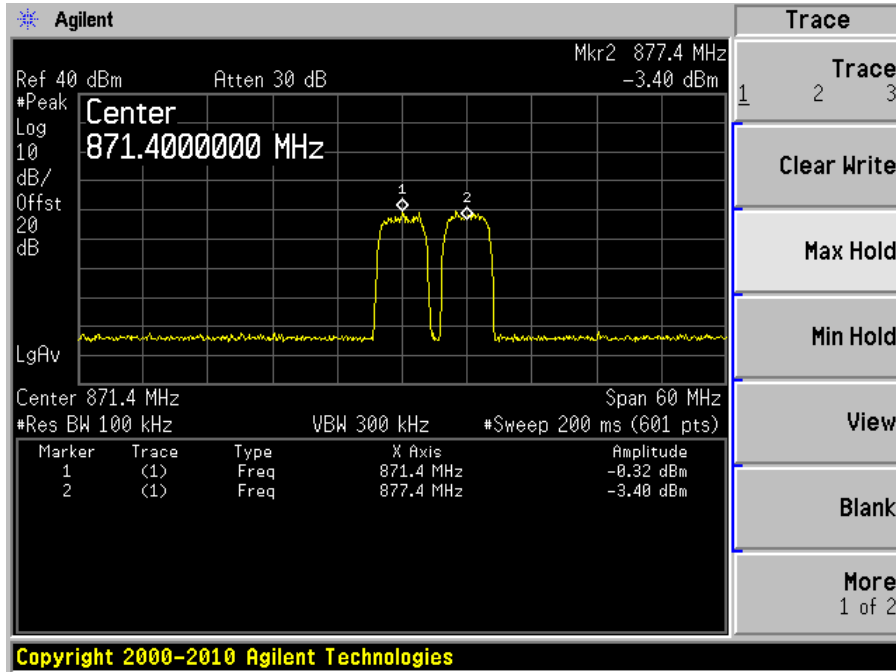 Agilent
Trace
Mkr2 877.4 MHz
Ref 40 dBm Atten 30 dB -3.40 dBm
#Peak
Log
10
dB/
Offst
20
dB
LgAv
Center
871.4000000 MHz
1
2
Center 871.4 MHz Span 60 MHz
#Res BW 100 kHz VBW 300 kHz #Sweep 200 ms (601 pts)
Marker Trace Type X Axis Amplitude
1 (1) Freq 871.4 MHz -0.32 dBm
2 (1) Freq 877.4 MHz -3.40 dBm
Trace
1 2 3
Clear Write
Max Hold
Min Hold
View
Blank
More
1 of 2
Copyright 2000-2010 Agilent Technologies